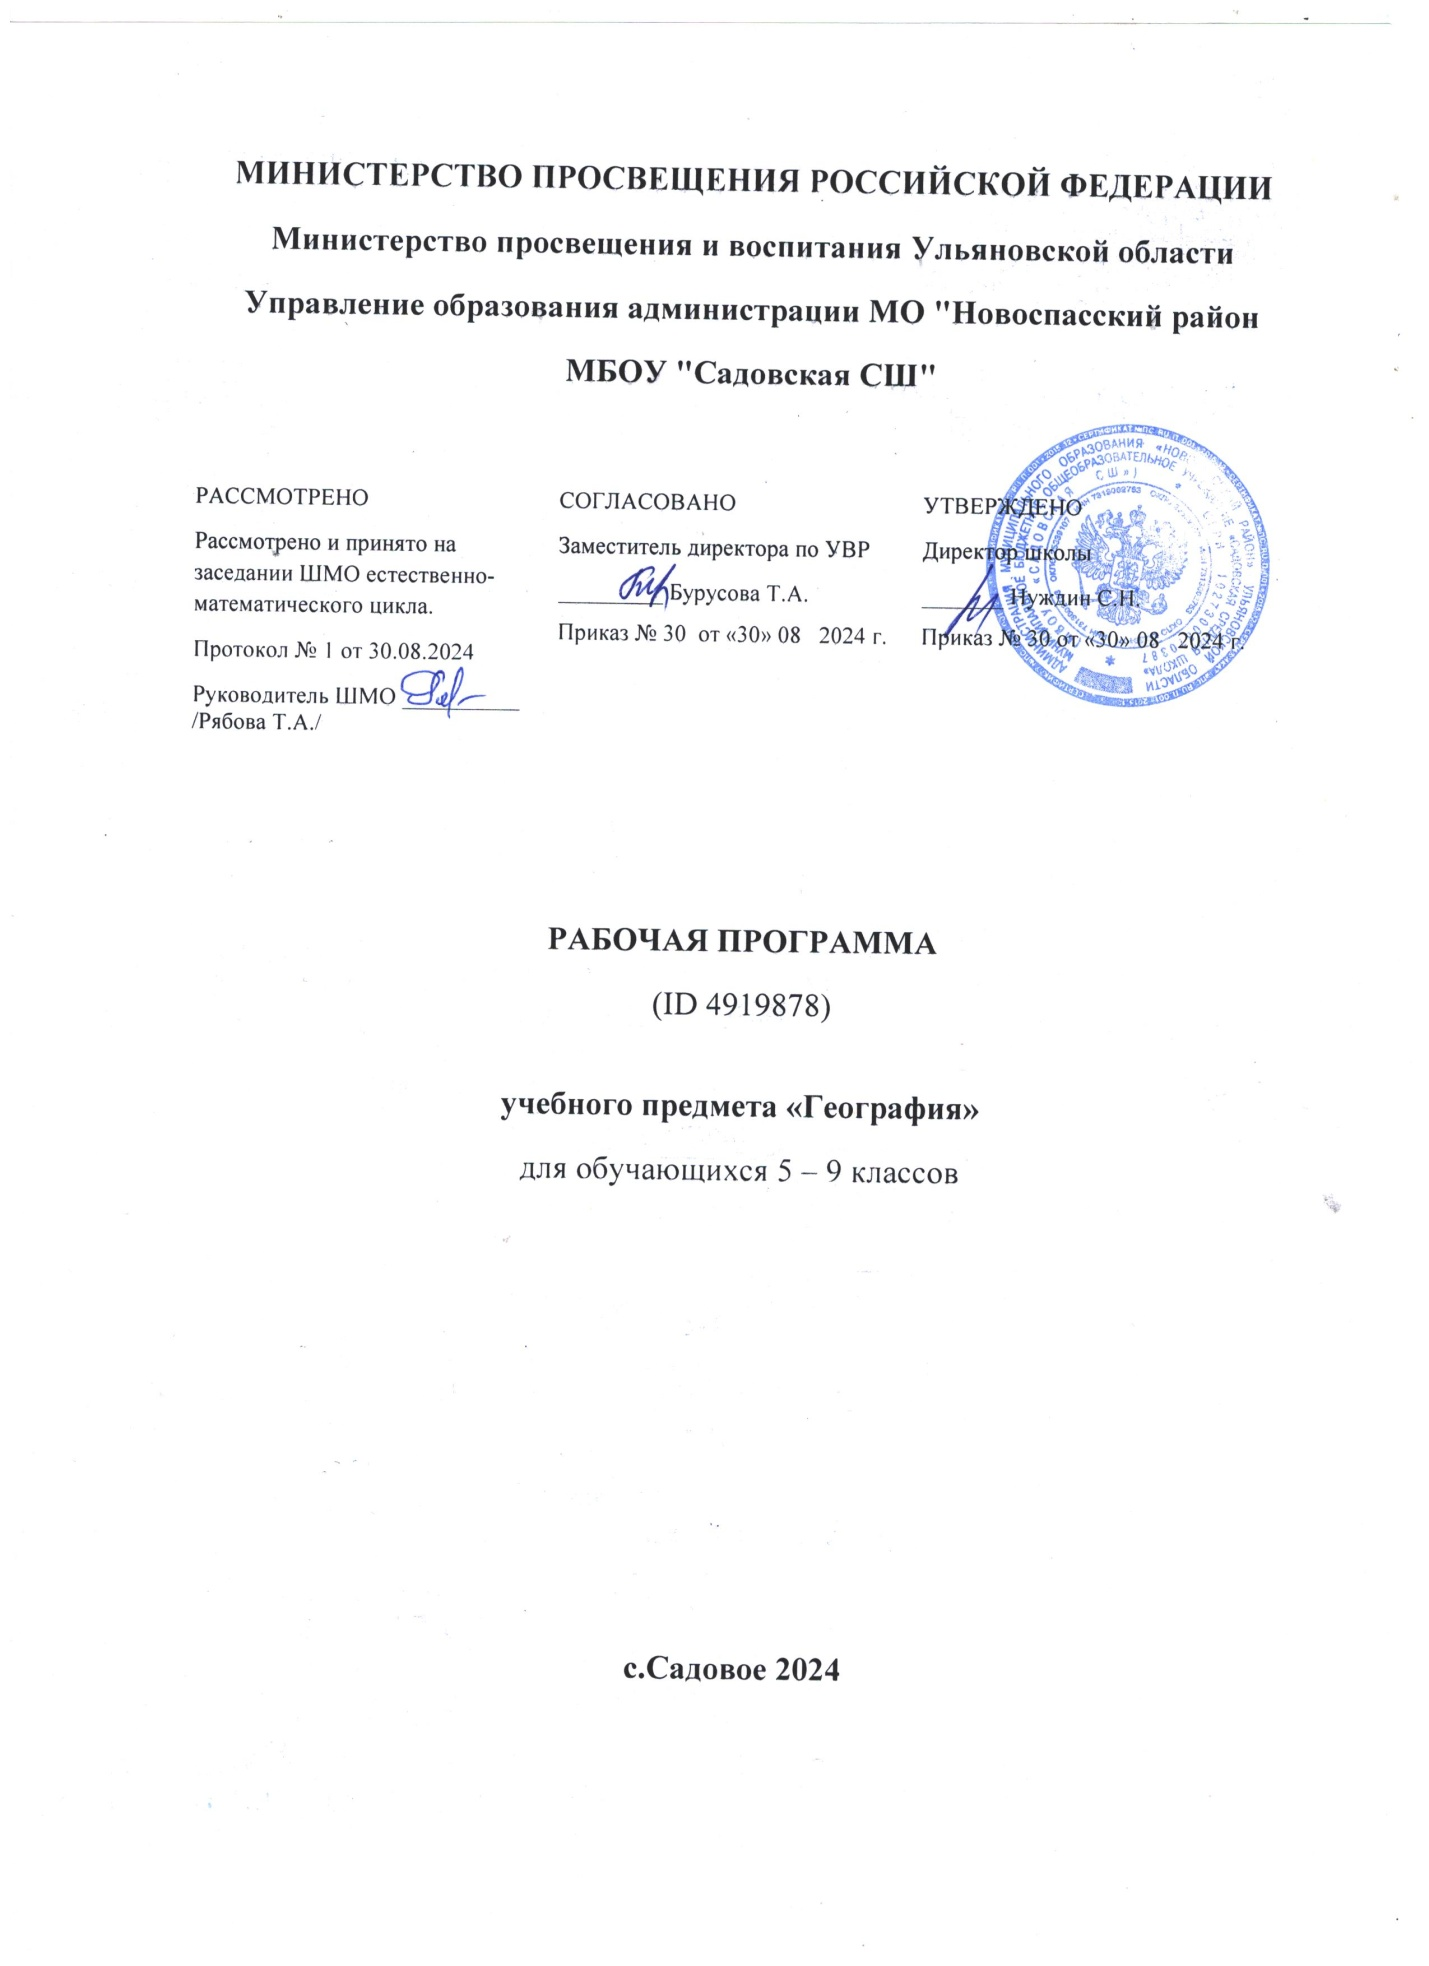 МИНИСТЕРСТВО ПРОСВЕЩЕНИЯ РОССИЙСКОЙ ФЕДЕРАЦИИ
Министерство просвещения и воспитания Ульяновской области
Управление образования администрации МО "Новоспасский район
МБОУ "Садовская СШ"
РАССМОТРЕНО
Рассмотрено и принято на
заседании ШМО естественно-
математического цикла.
Протокол № 1 от 30.08.2024
Руководитель ШМО __________
/Рябова Т.А./
СОГЛАСОВАНО
Заместитель директора по УВР
_________Бурусова Т.А.
Приказ № 30 от «30» 08 2024 г.
УТВЕРЖДЕНО
Директор школы
_______Нуждин С.Н.
Приказ № 30 от «30» 08 2024 г.
РАБОЧАЯ ПРОГРАММА
(ID 4919878)
учебного предмета «География»
для обучающихся 5 – 9 классов
с.Садовое 2024